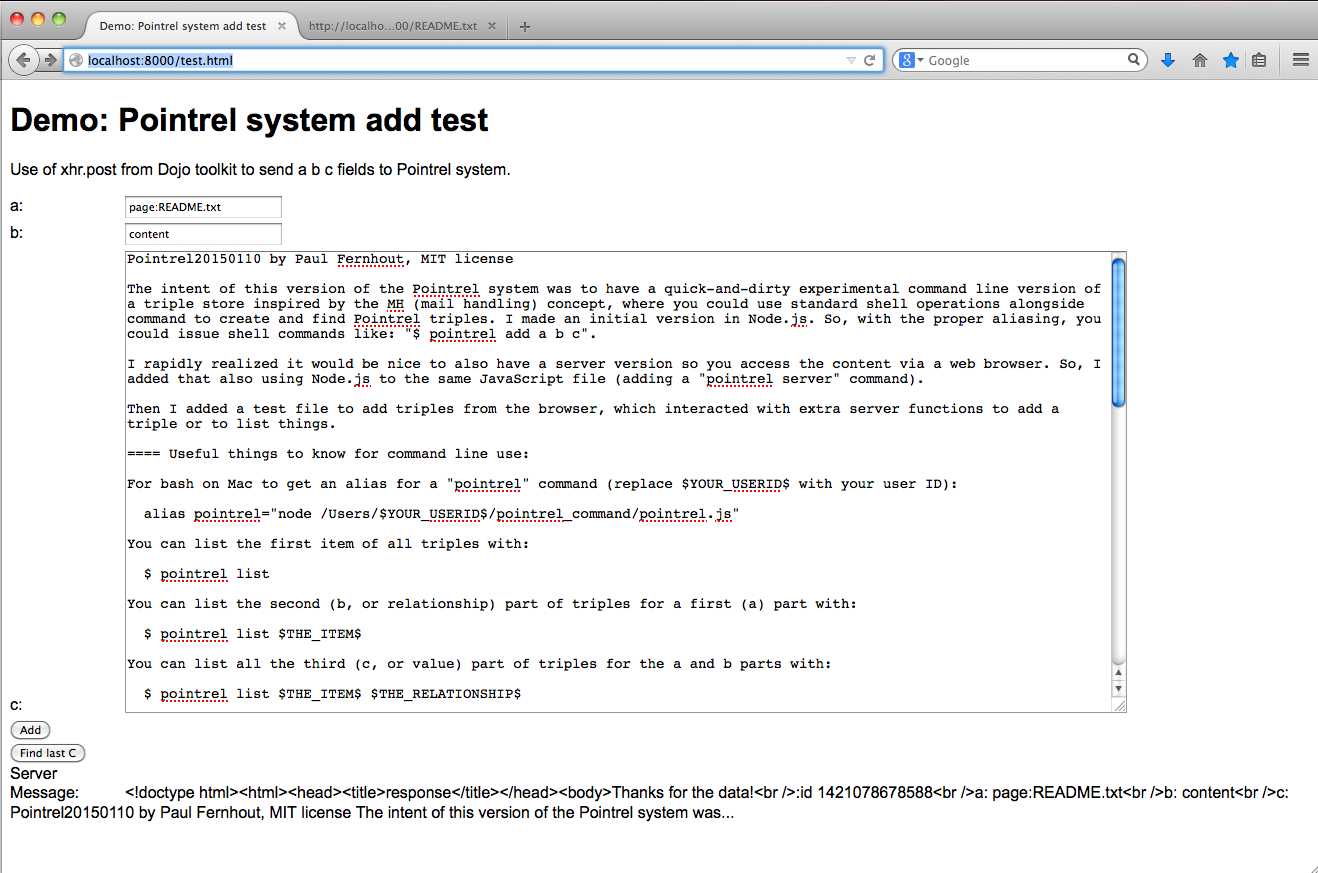 Demo: Pointrel system add test
http://localho...00/README.txt
localhost:8000/test.html
Google
Demo: Pointrel system add test
Use of xhr.post from Dojo toolkit to send a b c fields to Pointrel system.
a: page:README.txt
b: content
Pointrel20150110 by Paul Fernhout, MIT license
The intent of this version of the Pointrel system was to have a quick-and-dirty experimental command line version of
a triple store inspired by the MH (mail handling) concept, where you could use standard shell operations alongside
command to create and find Pointrel triples. I made an initial version in Node.js. So, with the proper aliasing, you
could issue shell commands like: "$ pointrel add a b c".
I rapidly realized it would be nice to also have a server version so you access the content via a web browser. So, I
added that also using Node.js to the same JavaScript file (adding a "pointrel server" command).
Then I added a test file to add triples from the browser, which interacted with extra server functions to add a
triple or to list things.
==== Useful things to know for command line use:
For bash on Mac to get an alias for a "pointrel" command (replace $YOUR_USERID$ with your user ID):
alias pointrel="node /Users/$YOUR_USERID$/pointrel_command/pointrel.js"
You can list the first item of all triples with:
$ pointrel list
You can list the second (b, or relationship) part of triples for a first (a) part with:
$ pointrel list $THE_ITEM$
You can list all the third (c, or value) part of triples for the a and b parts with:
$ pointrel list $THE_ITEM$ $THE_RELATIONSHIP$
c:
Add
Find last C
Server
Message: <!doctype html><html><head><title>response</title></head><body>Thanks for the data!<br />:id 1421078678588<br />a: page:README.txt<br />b: content<br />c:
Pointrel20150110 by Paul Fernhout, MIT license The intent of this version of the Pointrel system was...